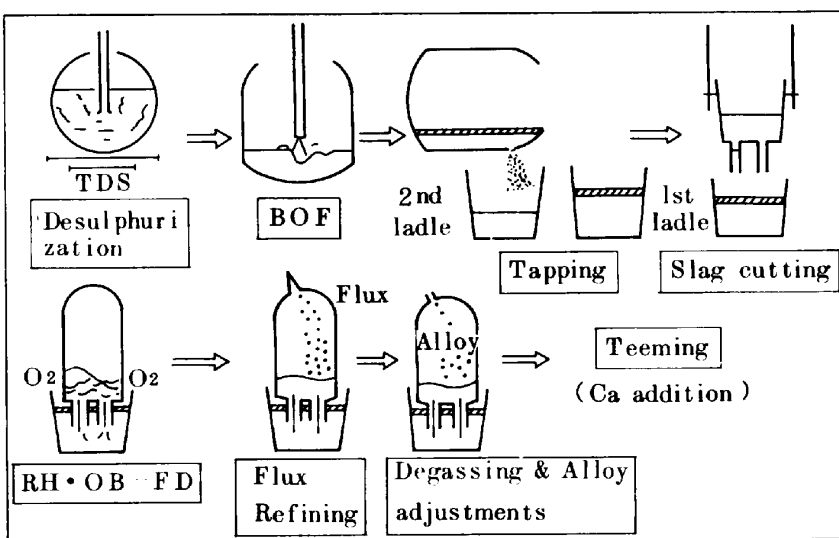 TDS
Desulphuri
zation
BOF
2nd
ladle
Tapping
1st
ladle
Slag cutting
O2
O2
RH・OB-FD
Flux
Flux
Refining
Alloy
Degassing & Alloy
adjustments
Teeming
(Ca addition)